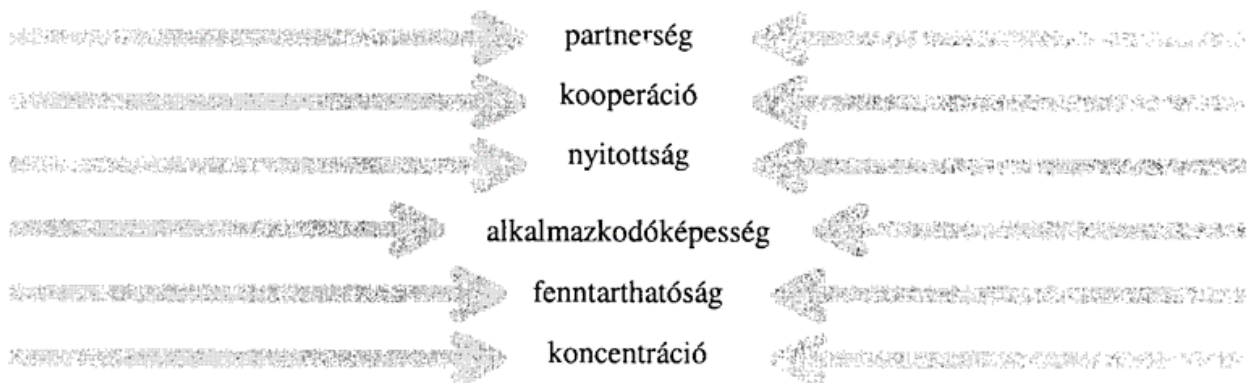 partnerség
kooperáció
nyitottság
alkalmazkodóképesség
fenntarthatóság
koncentráció